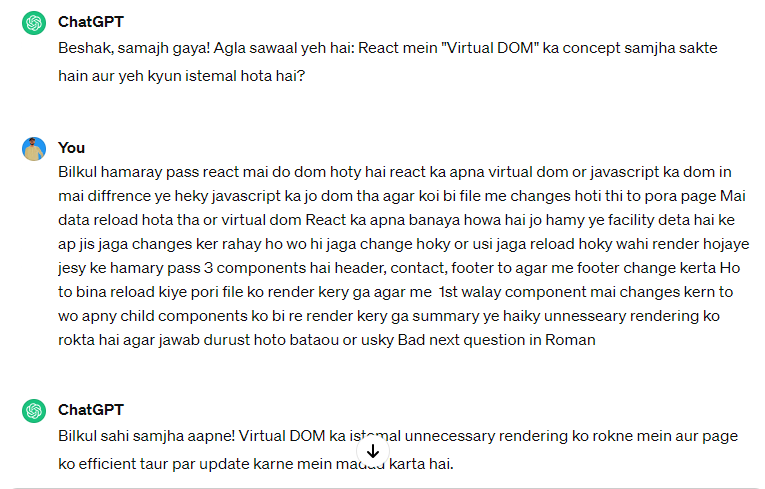 ChatGPT
Beshak, samajh gaya! Agla sawaal yeh hai: React mein "Virtual DOM" ka concept samjha sakte
hain aur yeh kyun istemal hota hai?
You
Bilkul hamaray pass react mai do dom hoty hai react ka apna virtual dom or javascript ka dom in
mai diffrence ye heky javascript ka jo dom tha agar koi bi file me changes hoti thi to pora page Mai
data reload hota tha or virtual dom React ka apna banaya howa hai jo hamy ye facility deta hai ke
ap jis jaga changes ker rahay ho wo hi jaga change hoky or usi jaga reload hoky wahi render hojaye
jesy ke hamary pass 3 components hai header, contact, footer to agar me footer change kerta Ho
to bina reload kiye pori file ko render kery ga agar me  1st walay component mai changes kern to
wo apny child components ko bi re render kery ga summary ye haiky unnesseary rendering ko
rokta hai agar jawab durust hoto bataou or usky Bad next question in Roman
ChatGPT
Bilkul sahi samjha aapne! Virtual DOM ka istemal unnecessary rendering ko rokne mein aur page
ko efficient taur par update karne mein madad karta hai.